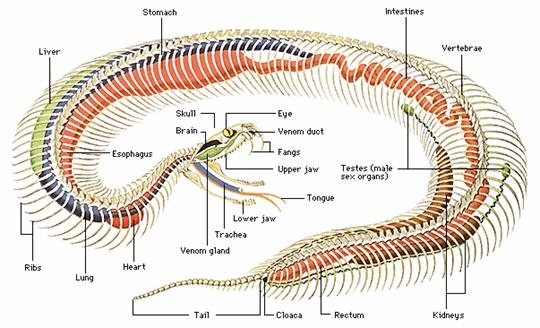 Stomach
Intestines
Liver
Vertebrae
Skull
Eye
Brain
Venom duct
Fangs
Esophagus
Upper jaw
Testes (male
sex organs)
Tongue
Lower jaw
Trachea
Venom gland
Ribs
Lung
Heart
Tail
Cloaca
Rectum
Kidneys